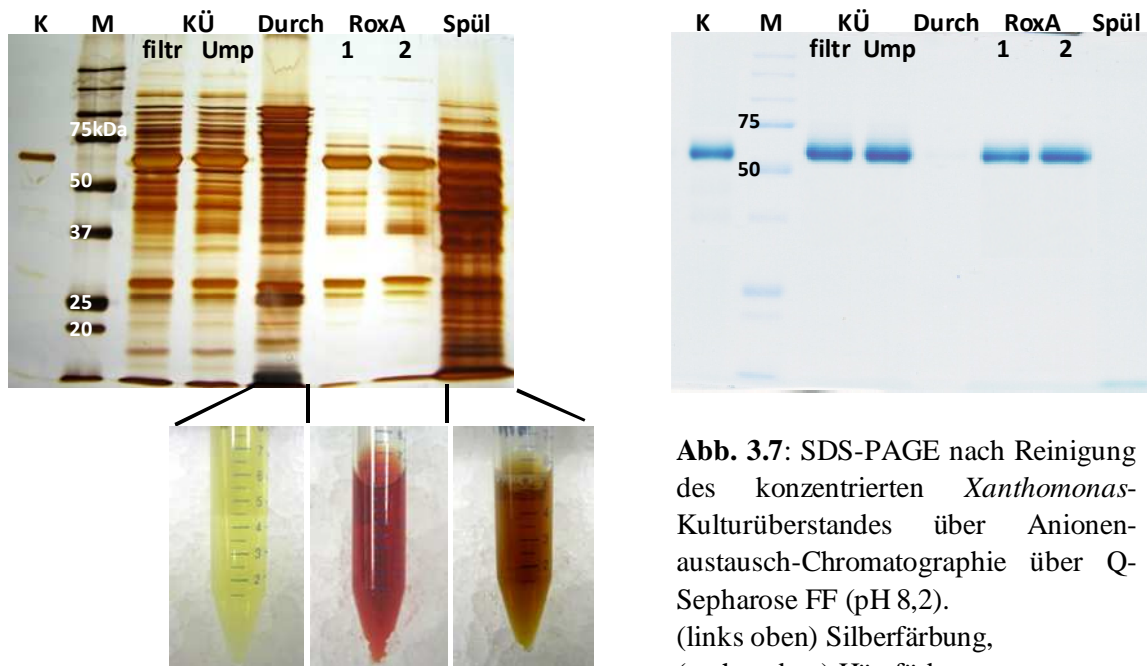 K M KÜ Durch RoxA Spül
filtr Ump 1 2
75kDa
50
37
25
20
K M KÜ Durch RoxA Spül
filtr Ump 1 2
75
50
Abb. 3.7: SDS-PAGE nach Reinigung
des konzentrierten Xanthomonas-
Kulturüberstandes über Anionen-
austausch-Chromatographie über Q-
Sepharose FF (pH 8,2).
(links oben) Silberfärbung,